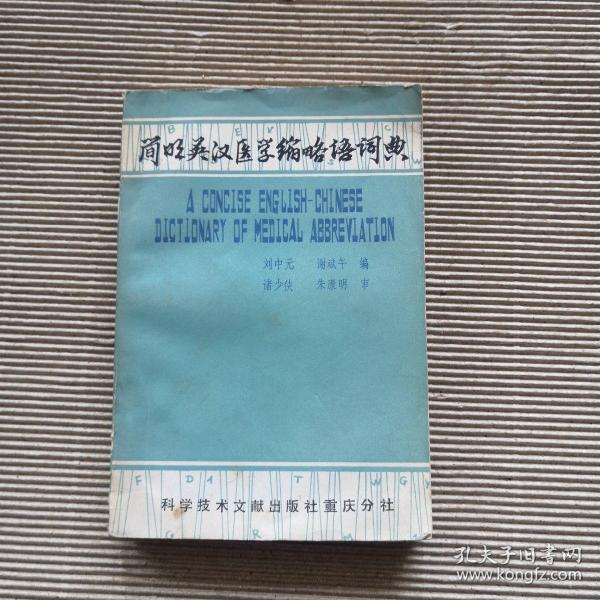 简明英汉医学缩略语词典
A CONCISE ENGLISH-CHINESE
DICTIONARY OF MEDICAL ABBREVIATION
刘中元 谢斌午 编
诸少侠 朱康明 审
F D 1 T W G Y
科学技术文献出版社重庆分社
孔夫子旧书网
www.kongfz.com